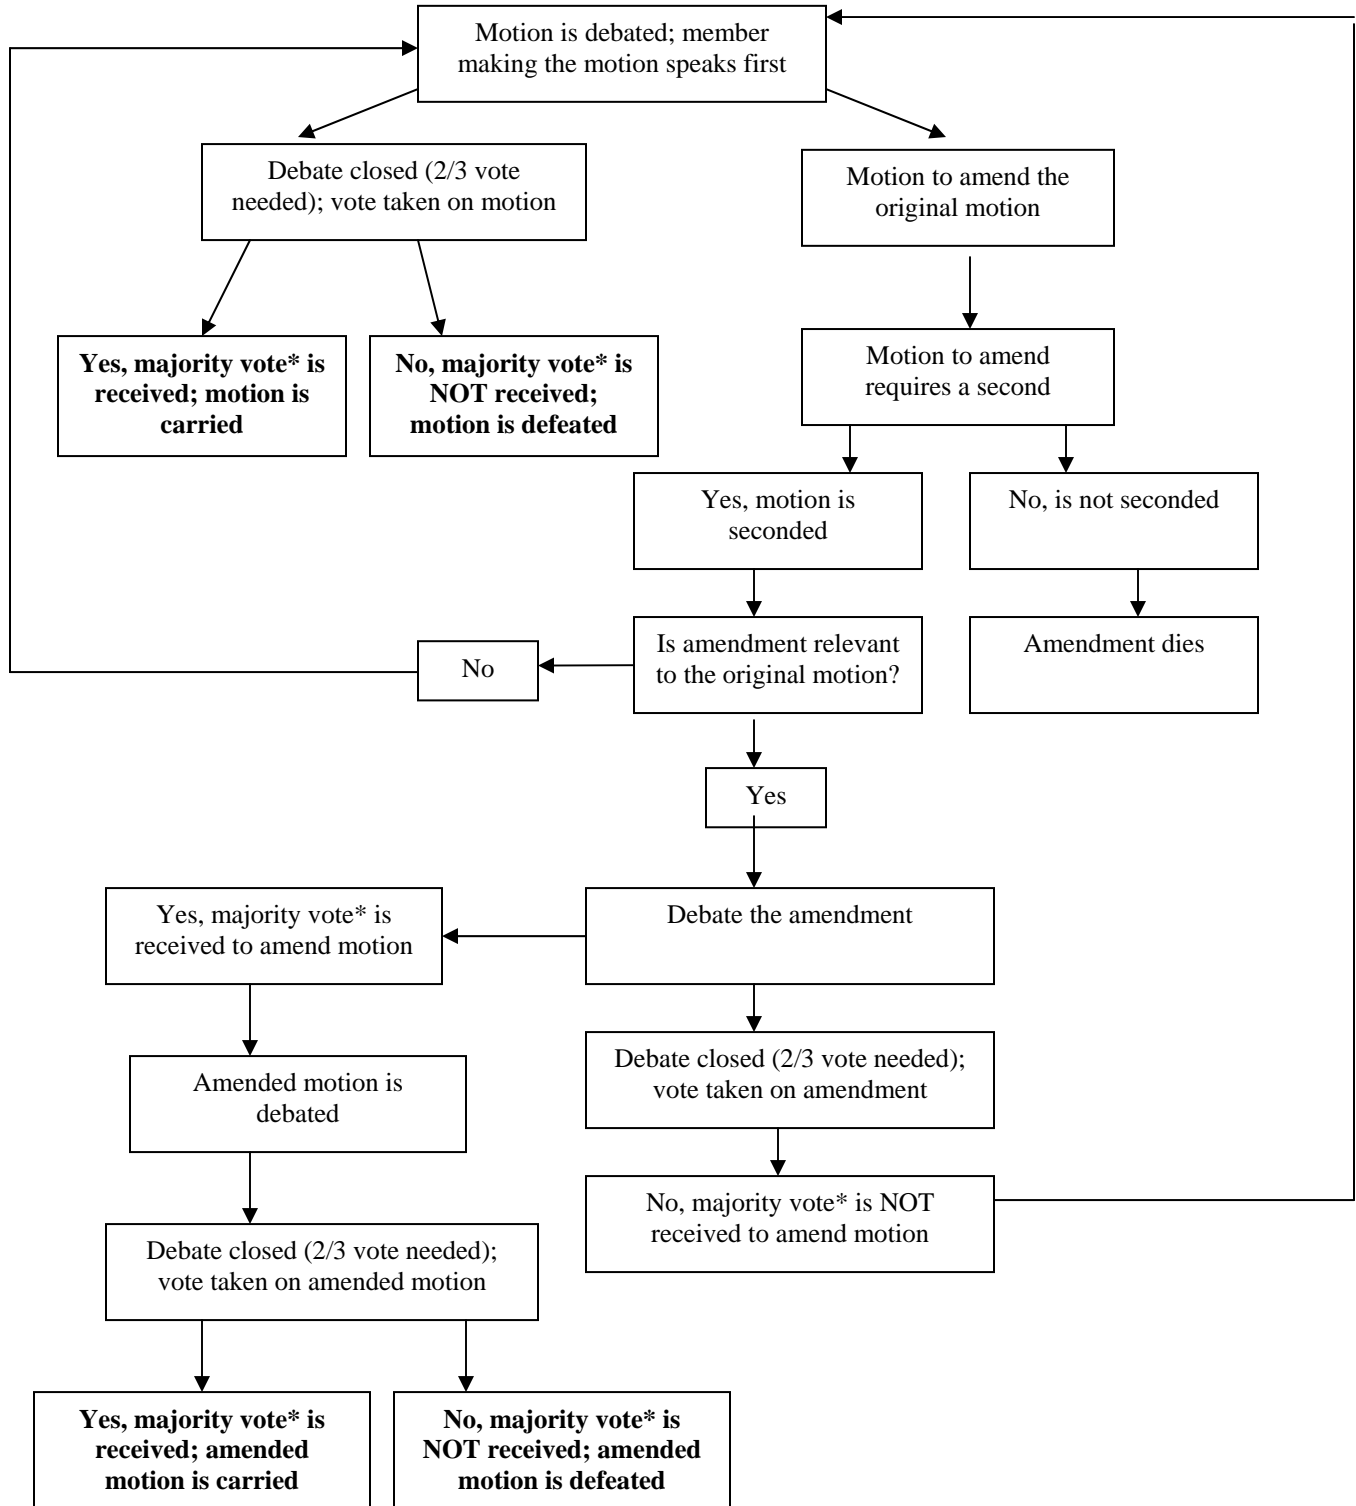 Motion is debated; member
making the motion speaks first
Debate closed (2/3 vote
needed); vote taken on motion
Motion to amend the
original motion
Yes, majority vote* is
received; motion is
carried
No, majority vote* is
NOT received;
motion is defeated
Motion to amend
requires a second
Yes, motion is
seconded
No, is not seconded
No
Is amendment relevant
to the original motion?
Amendment dies
Yes
Yes, majority vote* is
received to amend motion
Debate the amendment
Amended motion is
debated
Debate closed (2/3 vote needed);
vote taken on amendment
No, majority vote* is NOT
received to amend motion
Debate closed (2/3 vote needed);
vote taken on amended motion
Yes, majority vote* is
received; amended
motion is carried
No, majority vote* is
NOT received; amended
motion is defeated